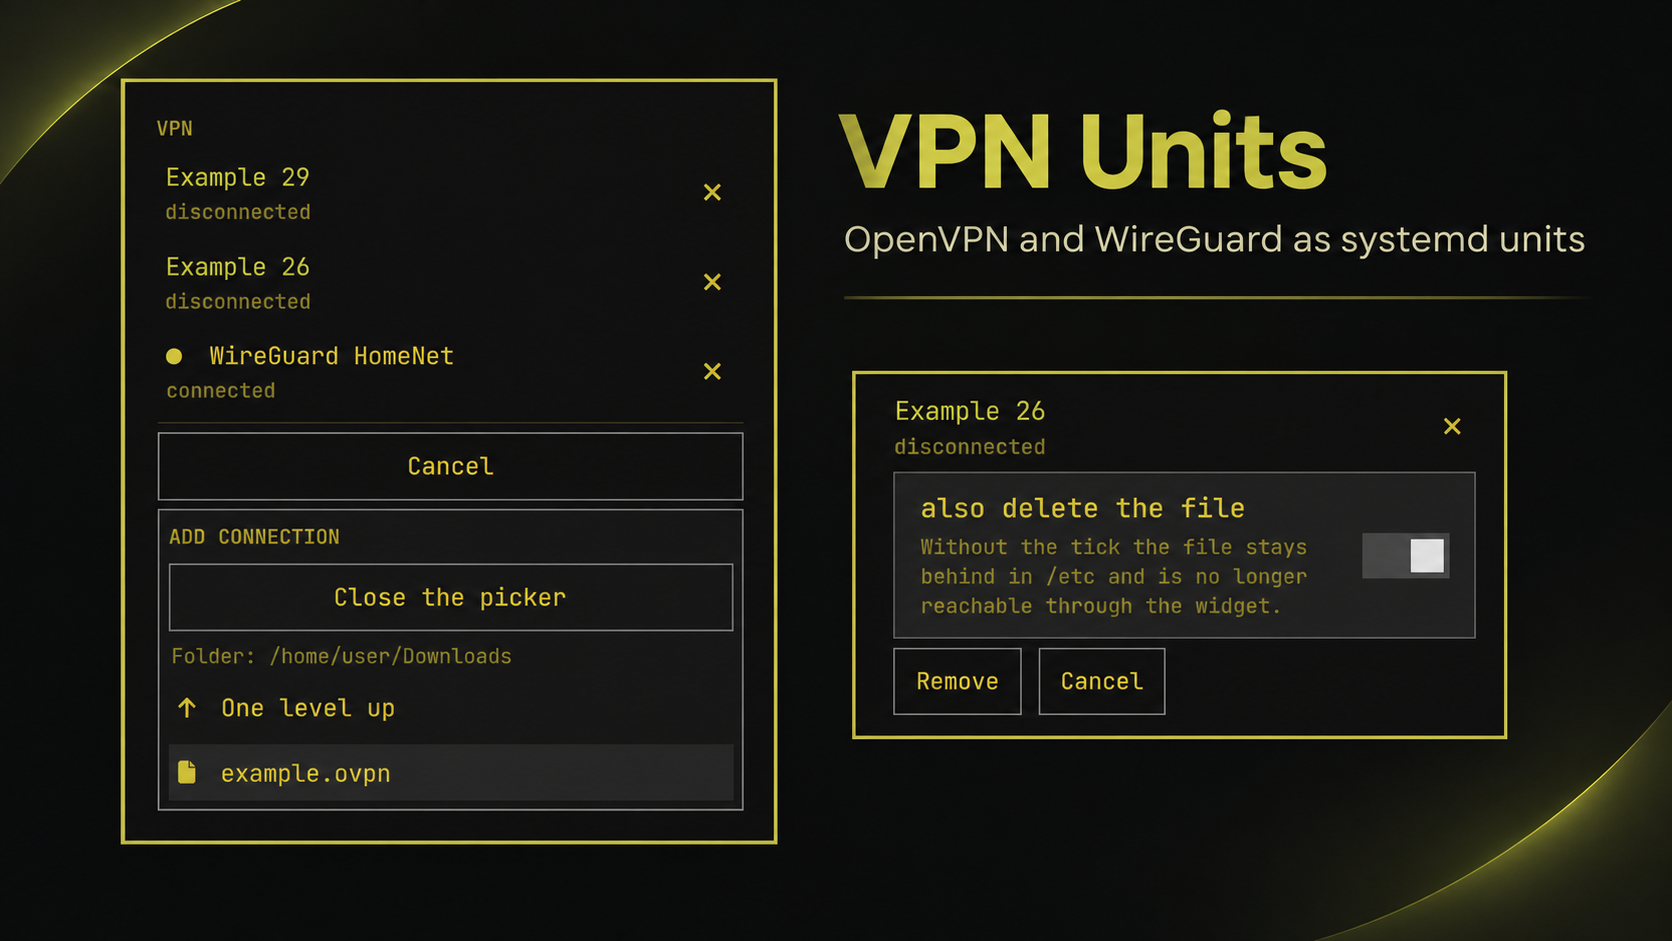 VPN
Example 29
disconnected
Example 26
disconnected
WireGuard HomeNet
connected
Cancel
ADD CONNECTION
Close the picker
Folder: /home/user/Downloads
One level up
example.ovpn
VPN Units
OpenVPN and WireGuard as systemd units
Example 26
disconnected
also delete the file
Without the tick the file stays
behind in /etc and is no longer
reachable through the widget.
Remove
Cancel